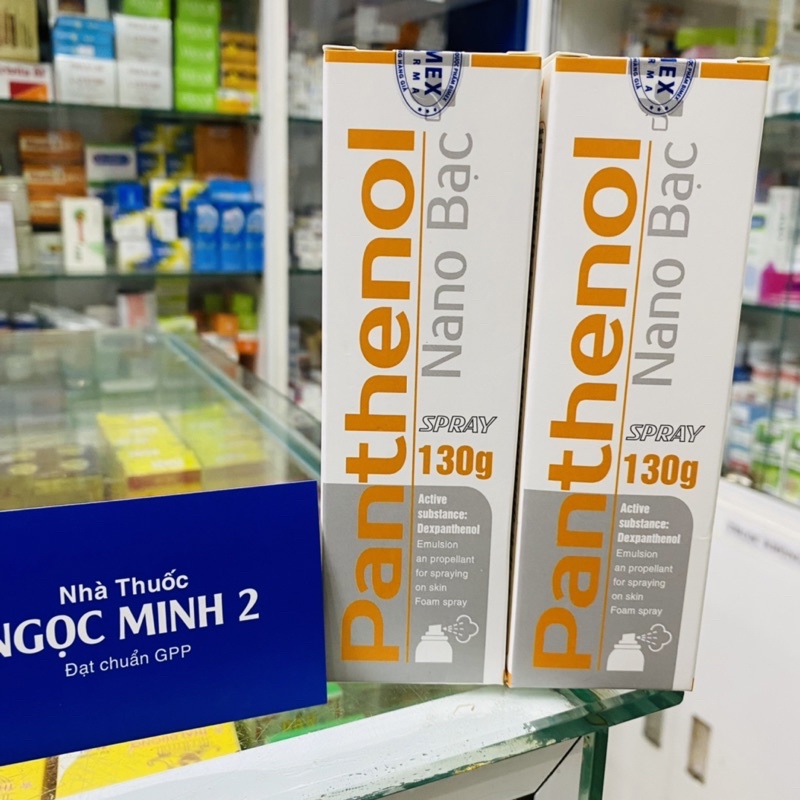 MEX
Panthenol
Nano Bạc
SPRAY
130g
Active
substance:
Dexpanthenol
Emulsion
an propellant
for spraying
on skin
Foam spray
MEX
Panthenol
Nano Bạc
SPRAY
130g
Active
substance:
Dexpanthenol
Emulsion
an propellant
for spraying
on skin
Foam spray
Nhà Thuốc
NGỌC MINH 2
Đạt chuẩn GPP